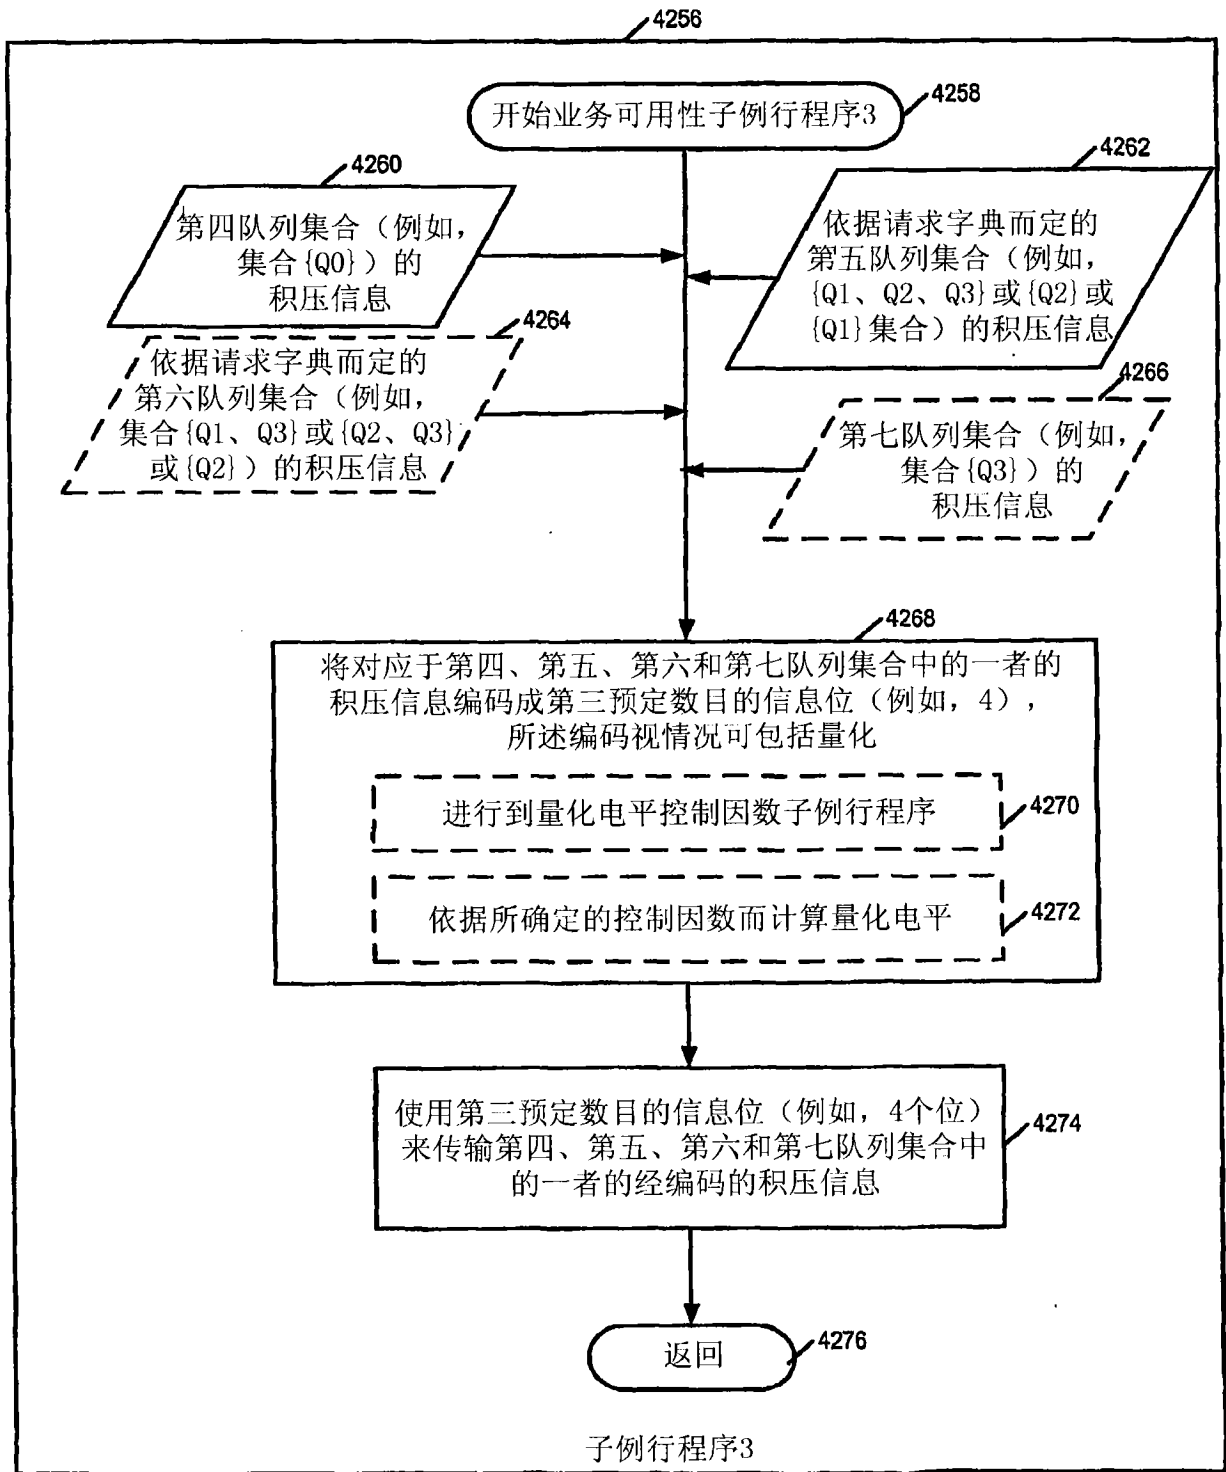 4256
开始业务可用性子例行程序3
4258
4260
第四队列集合（例如，
集合{Q0}）的
积压信息
4262
依据请求字典而定的
第五队列集合（例如，
{Q1、Q2、Q3}或{Q2}或
{Q1}集合）的积压信息
4264
依据请求字典而定的
第六队列集合（例如，
集合{Q1、Q3}或{Q2、Q3}
或{Q2}）的积压信息
4266
第七队列集合（例如，
集合{Q3}）的
积压信息
4268
将对应于第四、第五、第六和第七队列集合中的一者的
积压信息编码成第三预定数目的信息位（例如，4），
所述编码视情况可包括量化
进行到量化电平控制因数子例行程序
4270
依据所确定的控制因数而计算量化电平
4272
使用第三预定数目的信息位（例如，4个位）
来传输第四、第五、第六和第七队列集合中
的一者的经编码的积压信息
4274
返回
4276
子例行程序3